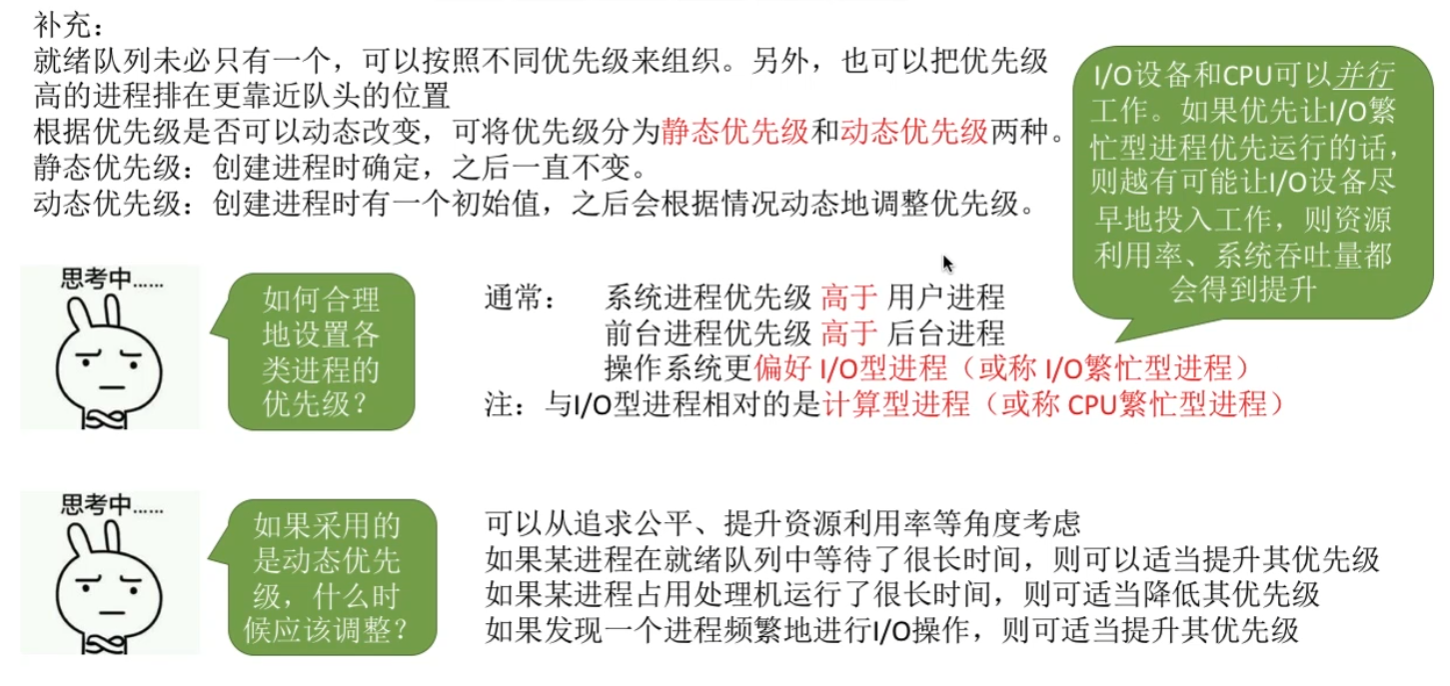 补充：
就绪队列未必只有一个，可以按照不同优先级来组织。另外，也可以把优先级
高的进程排在更靠近队头的位置
根据优先级是否可以动态改变，可将优先级分为静态优先级和动态优先级两种。
静态优先级：创建进程时确定，之后一直不变。
动态优先级：创建进程时有一个初始值，之后会根据情况动态地调整优先级。
I/O设备和CPU可以并行
工作。如果优先让I/O繁
忙型进程优先运行的话，
则越有可能让I/O设备尽
早地投入工作，则资源
利用率、系统吞吐量都
会得到提升
思考中......
如何合理
地设置各
类进程的
优先级？
通常： 系统进程优先级 高于 用户进程
前台进程优先级 高于 后台进程
操作系统更偏好 I/O型进程（或称 I/O繁忙型进程）
注：与I/O型进程相对的是计算型进程（或称 CPU繁忙型进程）
思考中......
如果采用的
是动态优先
级，什么时
候应该调整？
可以从追求公平、提升资源利用率等角度考虑
如果某进程在就绪队列中等待了很长时间，则可以适当提升其优先级
如果某进程占用处理机运行了很长时间，则可适当降低其优先级
如果发现一个进程频繁地进行I/O操作，则可适当提升其优先级